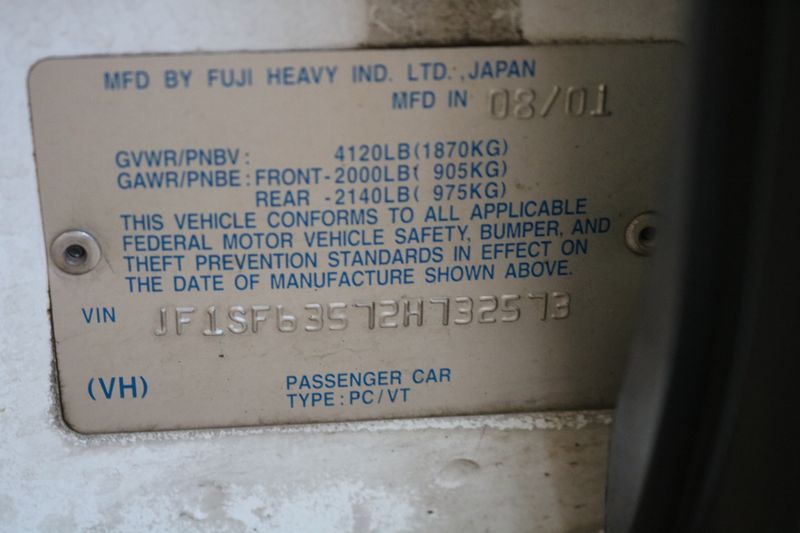 MFD BY FUJI HEAVY IND. LTD., JAPAN
MFD IN 08/01
GVWR/PNBV: 4120LB(1870KG)
GAWR/PNBE: FRONT-2000LB( 905KG)
REAR -2140LB( 975KG)
THIS VEHICLE CONFORMS TO ALL APPLICABLE
FEDERAL MOTOR VEHICLE SAFETY, BUMPER, AND
THEFT PREVENTION STANDARDS IN EFFECT ON
THE DATE OF MANUFACTURE SHOWN ABOVE.
VIN JF1SF63572H732573
(VH) PASSENGER CAR
TYPE: PC/VT